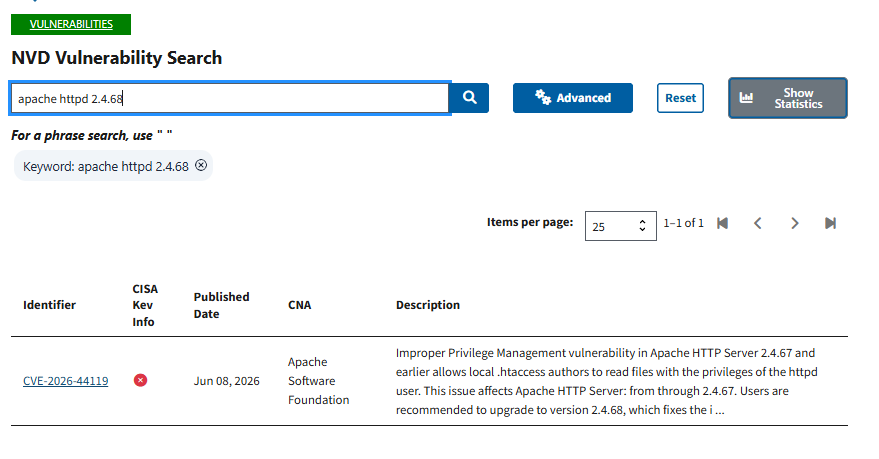 VULNERABILITIES
NVD Vulnerability Search
apache httpd 2.4.68
Advanced
Reset
Show
Statistics
For a phrase search, use " "
Keyword: apache httpd 2.4.68
Items per page:
25
1–1 of 1
Identifier
CISA
Kev
Info
Published
Date
CNA
Description
CVE-2026-44119
Jun 08, 2026
Apache
Software
Foundation
Improper Privilege Management vulnerability in Apache HTTP Server 2.4.67 and
earlier allows local .htaccess authors to read files with the privileges of the httpd
user. This issue affects Apache HTTP Server: from through 2.4.67. Users are
recommended to upgrade to version 2.4.68, which fixes the i ...